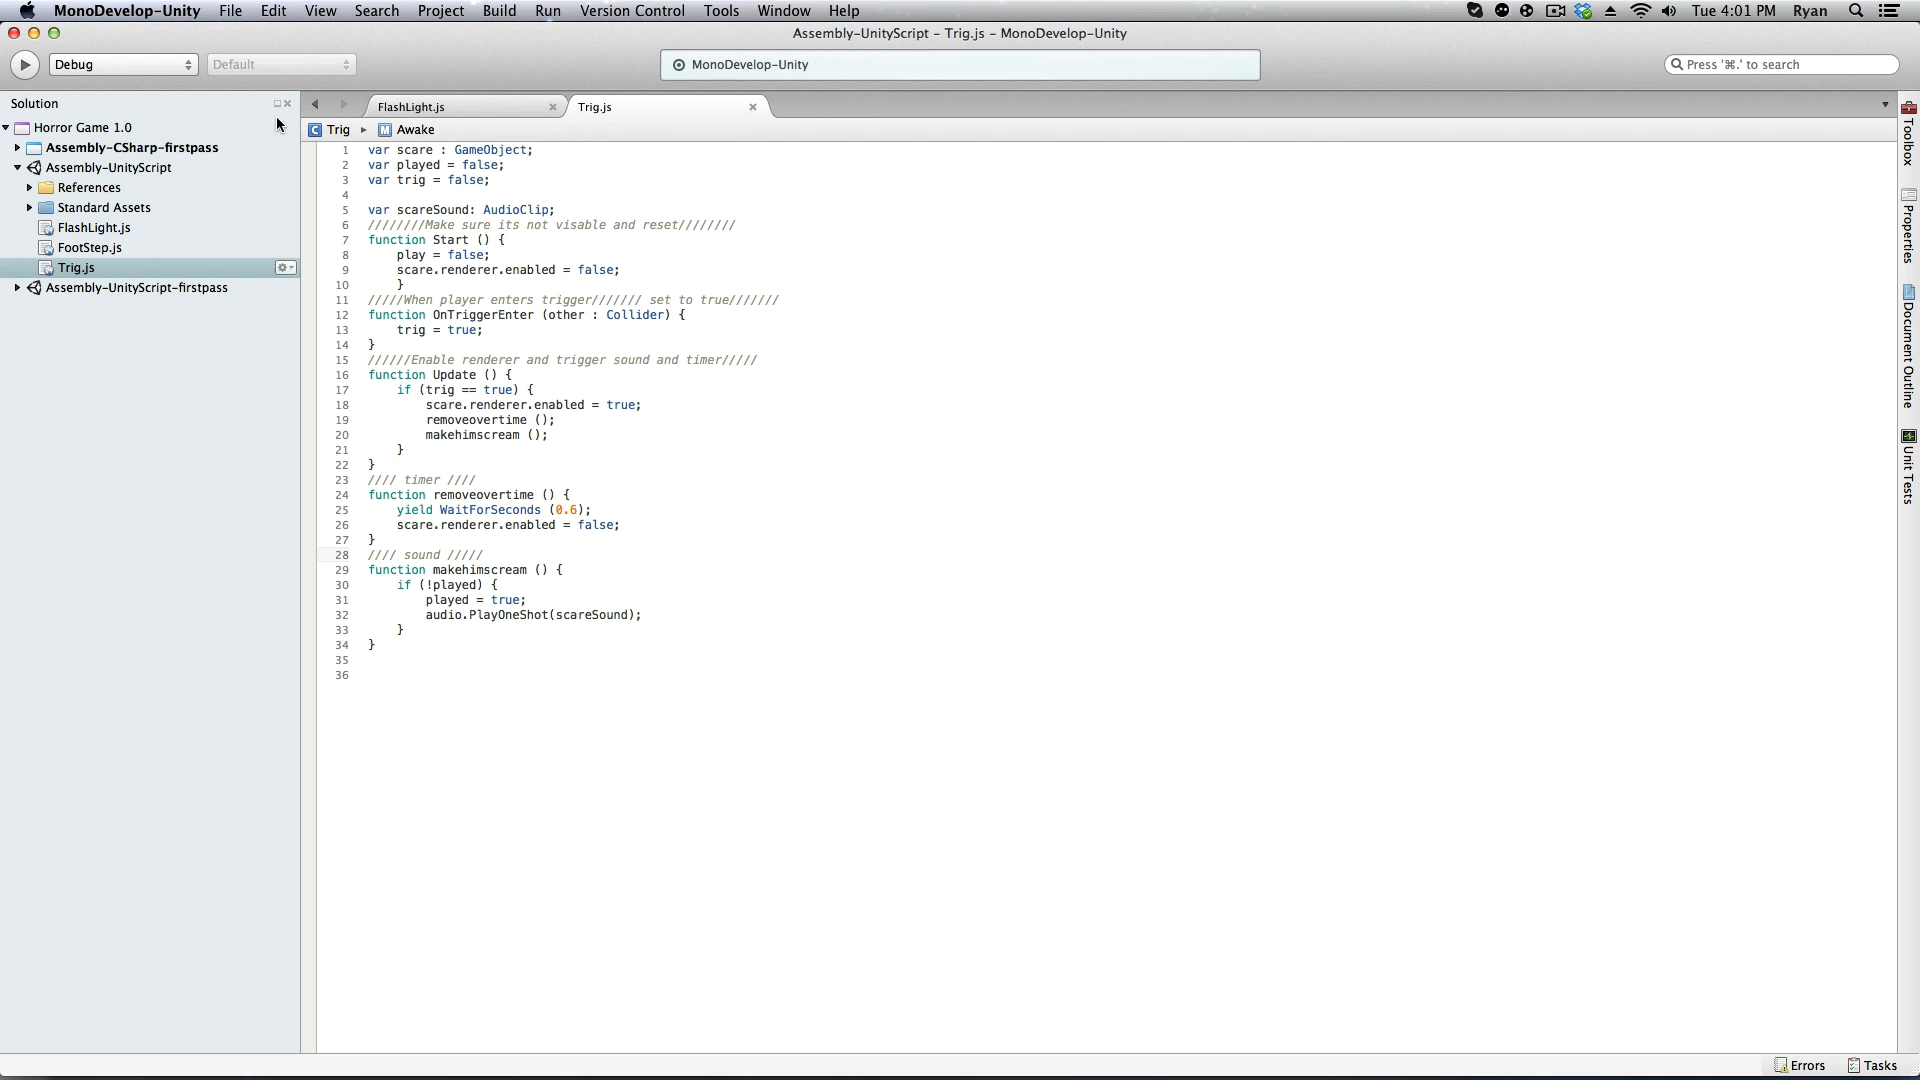 MonoDevelop-Unity File Edit View Search Project Build Run Version Control Tools Window Help Tue 4:01 PM Ryan
Assembly-UnityScript – Trig.js – MonoDevelop-Unity
Debug Default MonoDevelop-Unity Press '⌘.' to search
Solution
Horror Game 1.0
Assembly-CSharp-firstpass
Assembly-UnityScript
References
Standard Assets
FlashLight.js
FootStep.js
Trig.js
Assembly-UnityScript-firstpass
FlashLight.js Trig.js
C Trig M Awake
1 var scare : GameObject;
2 var played = false;
3 var trig = false;
4
5 var scareSound: AudioClip;
6 ////////Make sure its not visable and reset////////
7 function Start () {
8 play = false;
9 scare.renderer.enabled = false;
10 }
11 /////When player enters trigger/////// set to true///////
12 function OnTriggerEnter (other : Collider) {
13 trig = true;
14 }
15 //////Enable renderer and trigger sound and timer/////
16 function Update () {
17 if (trig == true) {
18 scare.renderer.enabled = true;
19 removeovertime ();
20 makehimscream ();
21 }
22 }
23 //// timer ////
24 function removeovertime () {
25 yield WaitForSeconds (0.6);
26 scare.renderer.enabled = false;
27 }
28 //// sound /////
29 function makehimscream () {
30 if (!played) {
31 played = true;
32 audio.PlayOneShot(scareSound);
33 }
34 }
35
36
Toolbox
Properties
Document Outline
Unit Tests
Errors Tasks